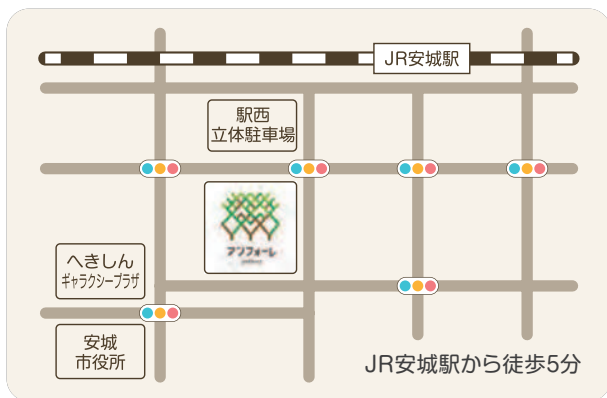 JR安城駅
駅西
立体駐車場
アンフォーレ
へきしん
ギャラクシープラザ
安城
市役所
JR安城駅から徒歩5分